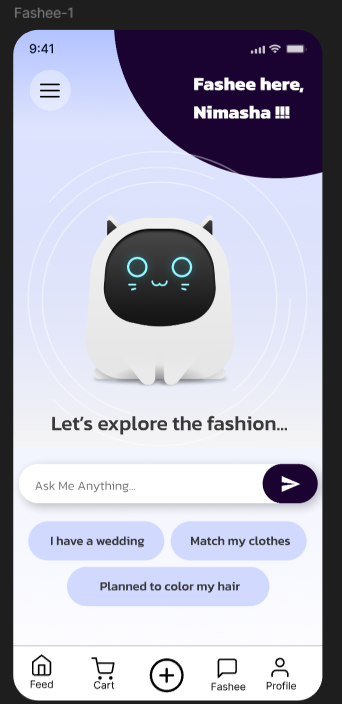 Fashee-1
9:41
Fashee here,
Nimasha !!!
Let's explore the fashion...
Ask Me Anything...
I have a wedding
Match my clothes
Planned to color my hair
Feed
Cart
Fashee
Profile